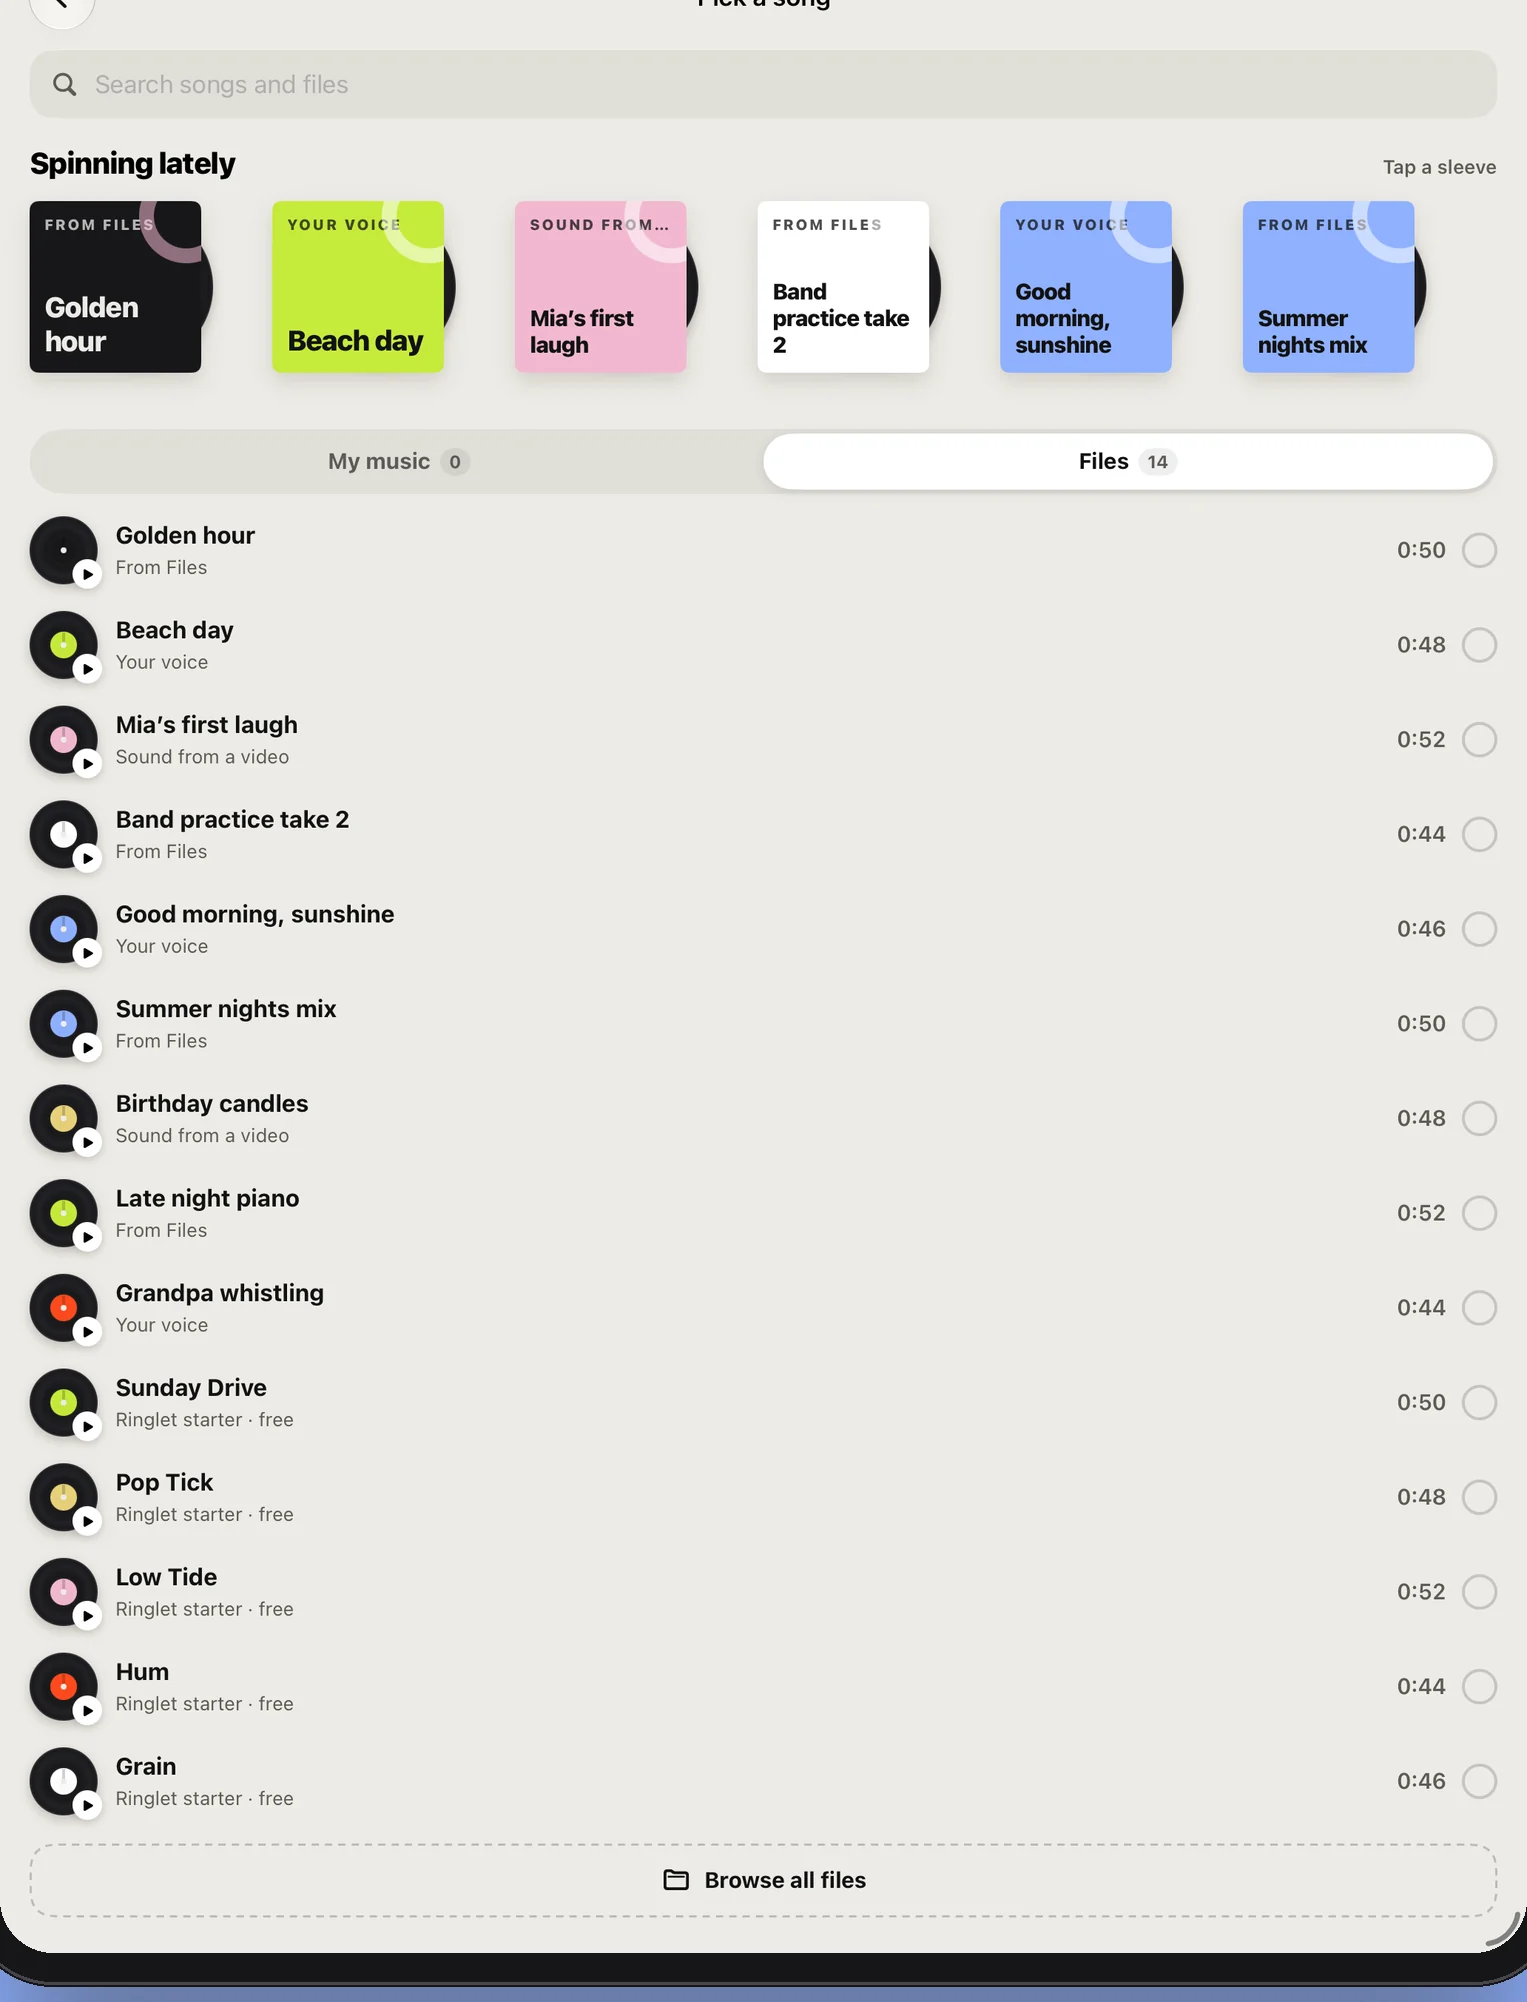 Pick a song
Search songs and files
Spinning lately
Tap a sleeve
FROM FILES
Golden
hour
YOUR VOICE
Beach day
SOUND FROM...
Mia’s first
laugh
FROM FILES
Band
practice take
2
YOUR VOICE
Good
morning,
sunshine
FROM FILES
Summer
nights mix
My music 0
Files 14
Golden hour
From Files
0:50
Beach day
Your voice
0:48
Mia’s first laugh
Sound from a video
0:52
Band practice take 2
From Files
0:44
Good morning, sunshine
Your voice
0:46
Summer nights mix
From Files
0:50
Birthday candles
Sound from a video
0:48
Late night piano
From Files
0:52
Grandpa whistling
Your voice
0:44
Sunday Drive
Ringlet starter · free
0:50
Pop Tick
Ringlet starter · free
0:48
Low Tide
Ringlet starter · free
0:52
Hum
Ringlet starter · free
0:44
Grain
Ringlet starter · free
0:46
Browse all files